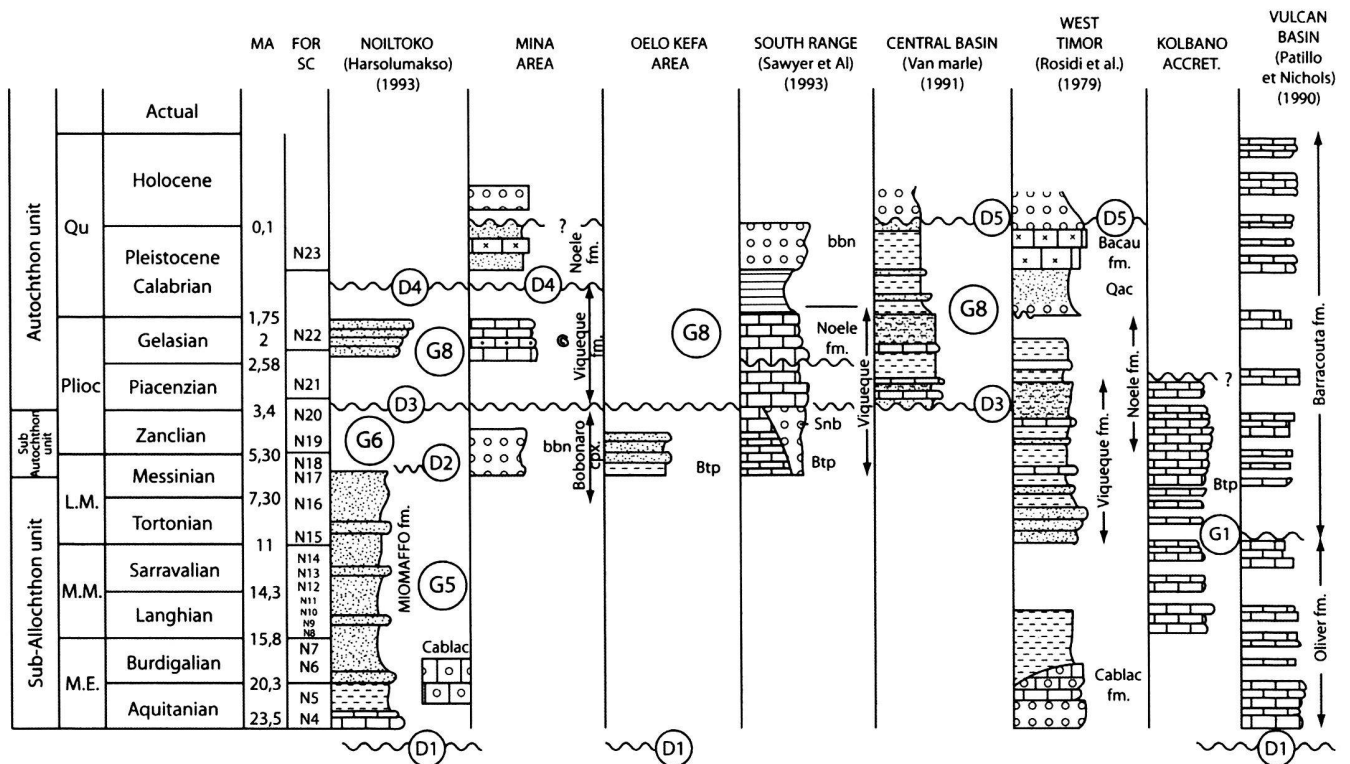 MA
FOR
SC
NOILTOKO
(Harsolumakso)
(1993)
MINA
AREA
OELO KEFA
AREA
SOUTH RANGE
(Sawyer et Al)
(1993)
CENTRAL BASIN
(Van marle)
(1991)
WEST
TIMOR
(Rosidi et al.)
(1979)
KOLBANO
ACCRET.
VULCAN
BASIN
(Patillo
et Nichols)
(1990)
Autochthon unit
Sub
Autochthon unit
Sub-Allochthon unit
Qu
Plioc
L.M.
M.M.
M.E.
Actual
Holocene
Pleistocene
Calabrian
Gelasian
Piacenzian
Zanclian
Messinian
Tortonian
Sarravalian
Langhian
Burdigalian
Aquitanian
0,1
1,75
2
2,58
3,4
5,30
7,30
11
14,3
15,8
20,3
23,5
N23
N22
N21
N20
N19
N18
N17
N16
N15
N14
N13
N12
N11
N10
N9
N8
N7
N6
N5
N4
D4
G8
D3
G6
D2
MIOMAFFO fm.
G5
Cablac
D1
?
Noele
fm.
D4
Viqueque
fm.
bbn
Bobonaro
cpx.
Btp
D1
G8
bbn
Noele
fm.
Viqueque
Snb
Btp
D5
G8
D3
D5
Bacau
fm.
Qac
Noele fm.
Viqueque fm.
Cablac
fm.
?
Btp
G1
Barracouta fm.
Oliver fm.
D1